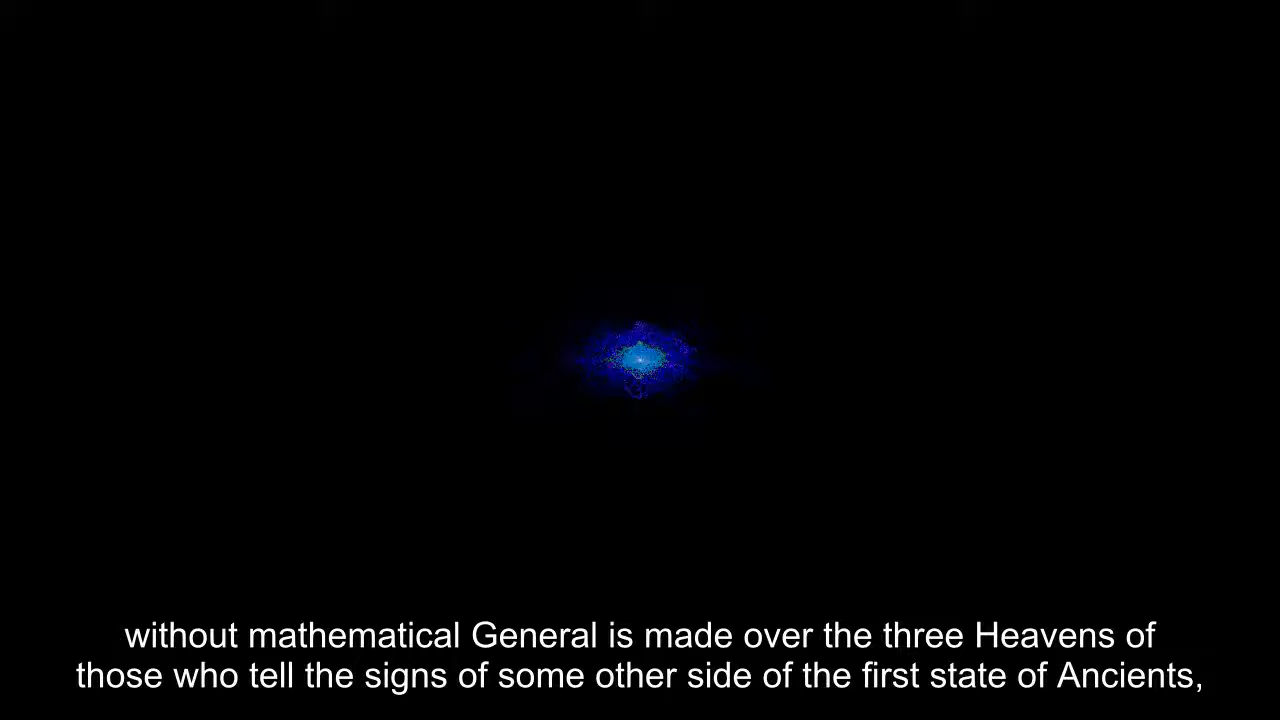 without mathematical General is made over the three Heavens of
those who tell the signs of some other side of the first state of Ancients,